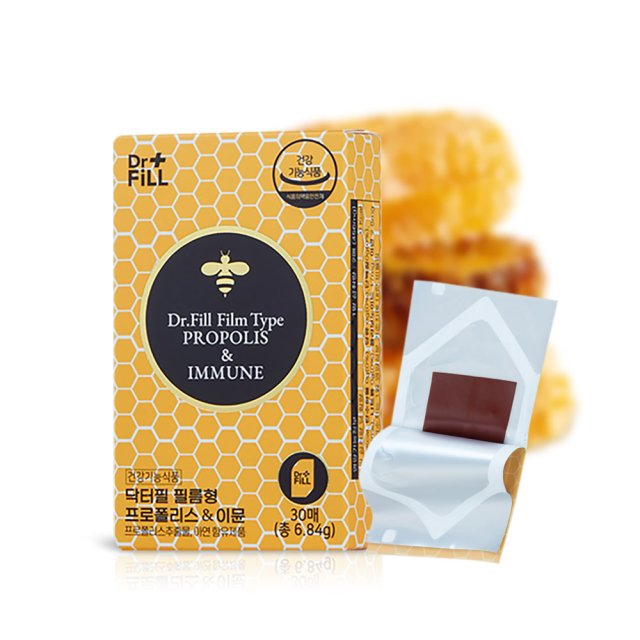 Dr+
FiLL
건강
기능식품
식품의약품안전처
Dr.Fill Film Type
PROPOLIS
&
IMMUNE
Dr+
FiLL
건강기능식품
닥터필 필름형
프로폴리스 & 이뮨
프로폴리스추출물, 아연 함유제품
30매
(총 6.84g)